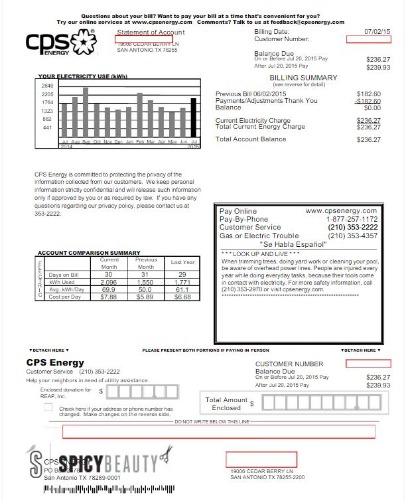 Questions about your bill? Want to pay your bill at a time that's convenient for you?
Try our online services at www.cpsenergy.com Comments? Talk to us at feedback@cpsenergy.com
cps ENERGY
Statement of Account
19006 CEDAR BERRY LN
SAN ANTONIO TX 78255
Billing Date: 07/02/15
Customer Number:
Balance Due
On or Before Jul 20, 2015 Pay $236.27
After Jul 20, 2015 Pay $239.93
BILLING SUMMARY
(see reverse for detail)
Previous Bill 06/02/2015 $182.60
Payments/Adjustments Thank You -$182.60
Balance $0.00
Current Electricity Charge $236.27
Total Current Energy Charge $236.27
Total Account Balance $236.27
YOUR ELECTRICITY USE (kWh)
2646
2205
1764
1323
882
441
Jul Aug Sep Oct Nov Dec Jan Feb Mar Apr May Jun Jul
2014 2015
CPS Energy is committed to protecting the privacy of the
information collected from our customers. We keep personal
information strictly confidential and will release such information
only if approved by you or as required by law. If you have any
questions regarding our privacy policy, please contact us at
353-2222.
Pay Online www.cpsenergy.com
Pay-By-Phone 1-877-257-1172
Customer Service (210) 353-2222
Gas or Electric Trouble (210) 353-4357
"Se Habla Español"
* * * LOOK UP AND LIVE * * *
When trimming trees, doing yard work or cleaning your pool,
be aware of overhead power lines. People are injured every
year while doing everyday tasks, because their tools come
in contact with electricity. For more safety information, call
(210) 353-2970 or visit cpsenergy.com.
ACCOUNT COMPARISON SUMMARY
ELECTRIC
Current Month Previous Month Last Year
Days on Bill 30 31 29
kWh Used 2,096 1,550 1,771
Avg. kWh/Day 69.9 50.0 61.1
Cost per Day $7.88 $5.89 $6.68
▼DETACH HERE ▼ PLEASE PRESENT BOTH PORTIONS IF PAYING IN PERSON ▼DETACH HERE ▼
CPS Energy
Customer Service (210) 353-2222
Help your neighbors in need of utility assistance.
Enclosed donation for
REAP, Inc. $
Check here if your address or phone number has
changed. Make changes on the reverse side.
CUSTOMER NUMBER
Balance Due
On or Before Jul 20, 2015 Pay $236.27
After Jul 20, 2015 Pay $239.93
Total Amount
Enclosed $
DO NOT WRITE BELOW THIS LINE
SPICYBEAUTY
San Antonio TX 78289-0001
19006 CEDAR BERRY LN
SAN ANTONIO TX 78255-2200